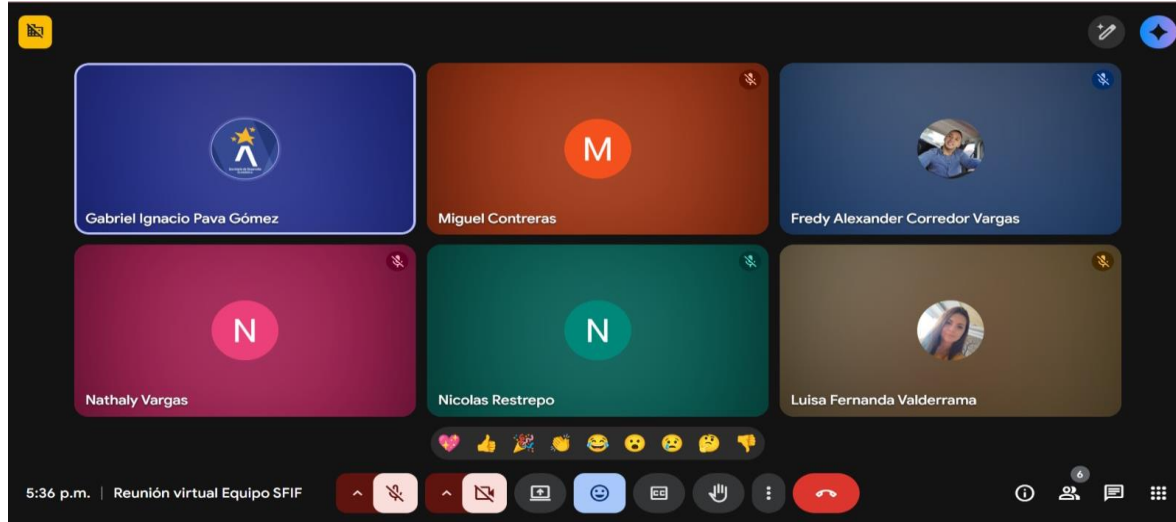 Gabriel Ignacio Pava Gómez
M
Miguel Contreras
Fredy Alexander Corredor Vargas
N
Nathaly Vargas
N
Nicolas Restrepo
Luisa Fernanda Valderrama
5:36 p.m. | Reunión virtual Equipo SFIF
CC
6